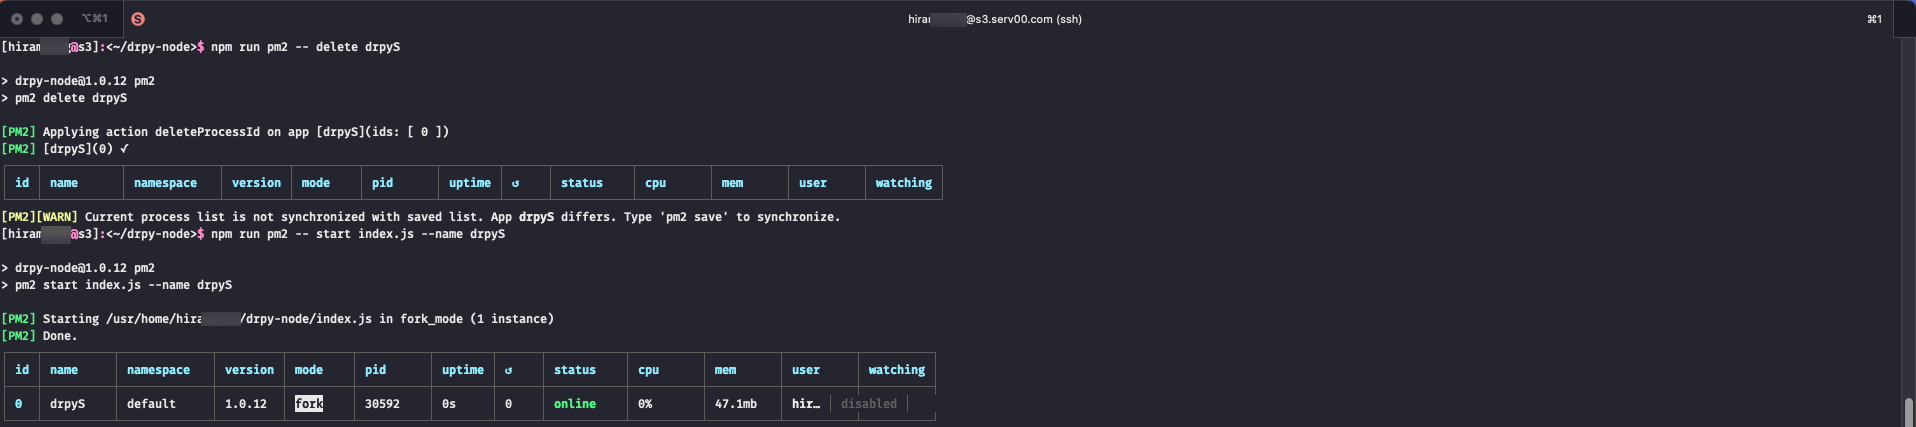 ⌥⌘1 S hira @s3.serv00.com (ssh) ⌘1
[hiram @s3]:<~/drpy-node>$ npm run pm2 -- delete drpyS
> drpy-node@1.0.12 pm2
> pm2 delete drpyS
[PM2] Applying action deleteProcessId on app [drpyS](ids: [ 0 ])
[PM2] [drpyS](0) ✓
id name namespace version mode pid uptime ↺ status cpu mem user watching
[PM2][WARN] Current process list is not synchronized with saved list. App drpyS differs. Type 'pm2 save' to synchronize.
[hiram @s3]:<~/drpy-node>$ npm run pm2 -- start index.js --name drpyS
> drpy-node@1.0.12 pm2
> pm2 start index.js --name drpyS
[PM2] Starting /usr/home/hira /drpy-node/index.js in fork_mode (1 instance)
[PM2] Done.
id name namespace version mode pid uptime ↺ status cpu mem user watching
0 drpyS default 1.0.12 fork 30592 0s 0 online 0% 47.1mb hir… disabled